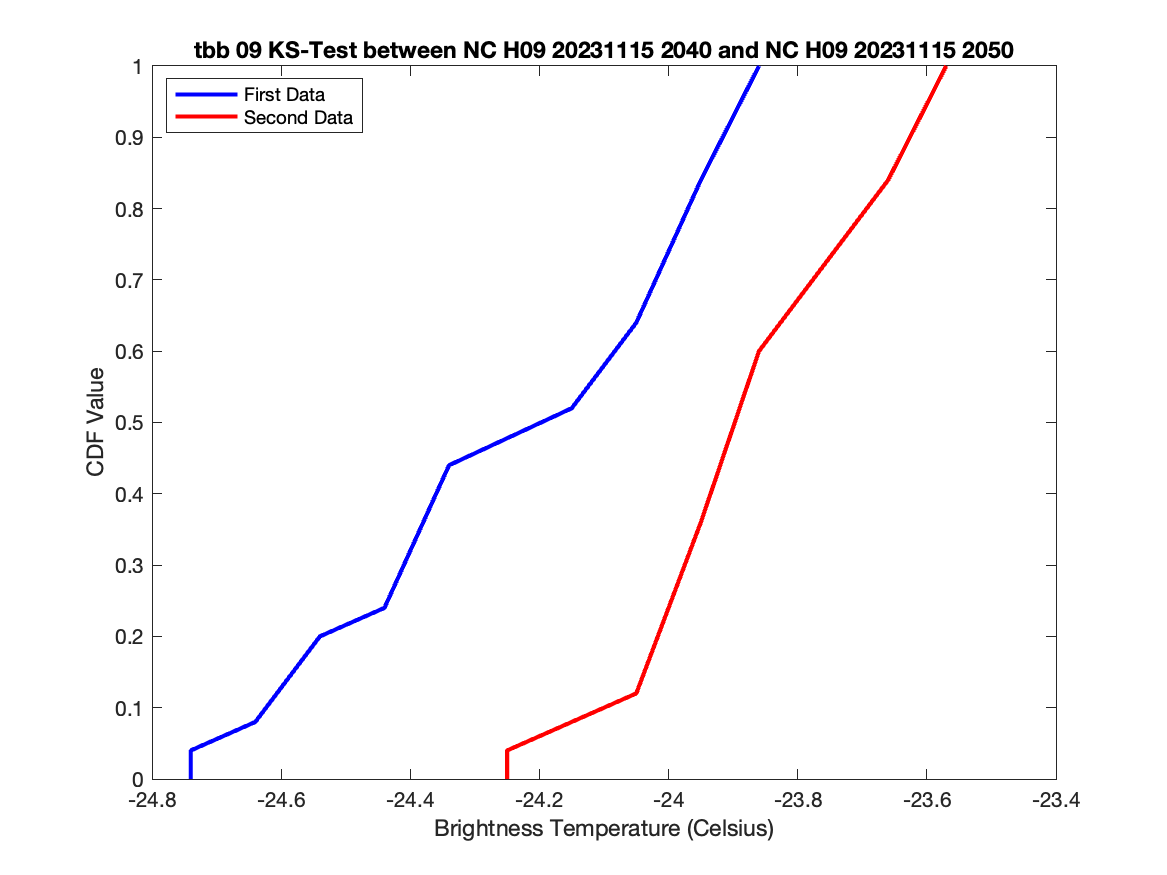 tbb 09 KS-Test between NC H09 20231115 2040 and NC H09 20231115 2050
First Data
Second Data
1
0.9
0.8
0.7
0.6
0.5
0.4
0.3
0.2
0.1
0
CDF Value
-24.8 -24.6 -24.4 -24.2 -24 -23.8 -23.6 -23.4
Brightness Temperature (Celsius)